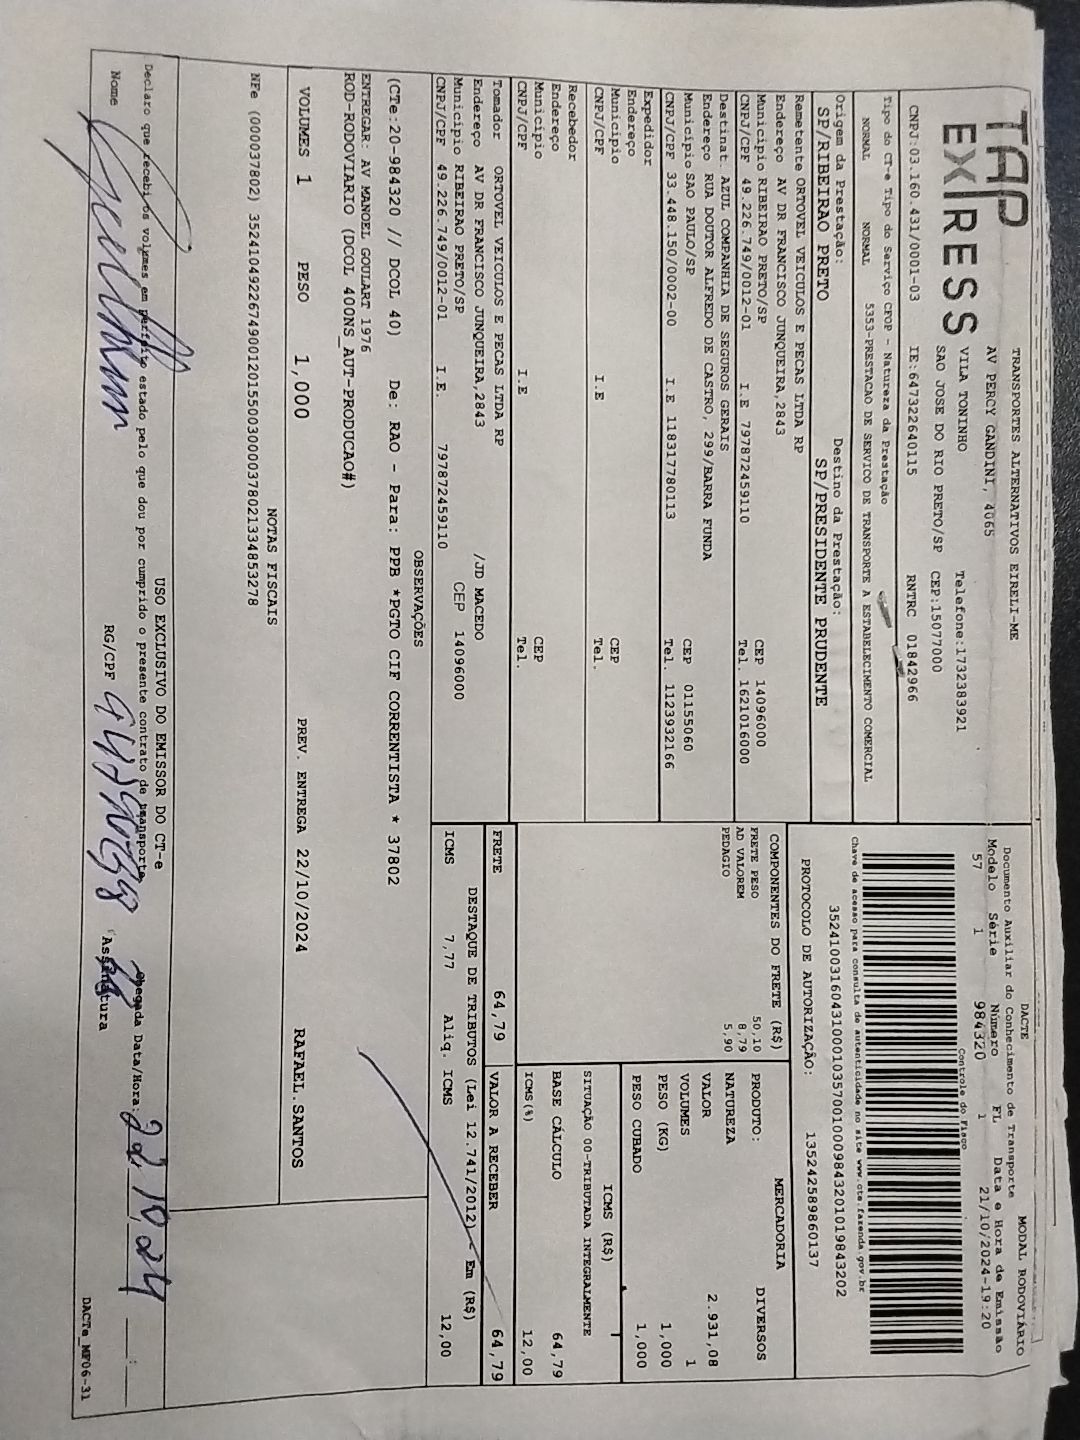 TAP
EXPRESS
TRANSPORTES ALTERNATIVOS EIRELI-ME
AV PERCY GANDINI, 4065
VILA TONINHO Telefone:1732383921
SAO JOSE DO RIO PRETO/SP CEP:15077000
CNPJ:03.160.431/0001-03 IE:647322640115 RNTRC 01842966
Tipo do CT-e Tipo do Serviço CFOP - Natureza da Prestação
NORMAL NORMAL 5353-PRESTACAO DE SERVICO DE TRANSPORTE A ESTABELECIMENTO COMERCIAL
Origem da Prestação: Destino da Prestação:
SP/RIBEIRAO PRETO SP/PRESIDENTE PRUDENTE
Remetente ORTOVEL VEICULOS E PECAS LTDA RP
Endereço AV DR FRANCISCO JUNQUEIRA,2843
Município RIBEIRAO PRETO/SP CEP 14096000
CNPJ/CPF 49.226.749/0012-01 I.E 797872459110 Tel. 1621016000
Destinat. AZUL COMPANHIA DE SEGUROS GERAIS
Endereço RUA DOUTOR ALFREDO DE CASTRO, 299/BARRA FUNDA
Município SAO PAULO/SP CEP 01155060
CNPJ/CPF 33.448.150/0002-00 I.E 118317780113 Tel. 1123932166
Expedidor
Endereço
Município CEP
CNPJ/CPF I.E Tel.
Recebedor
Endereço
Município CEP
CNPJ/CPF I.E Tel.
Tomador ORTOVEL VEICULOS E PECAS LTDA RP
Endereço AV DR FRANCISCO JUNQUEIRA,2843 /JD MACEDO
Município RIBEIRAO PRETO/SP CEP 14096000
CNPJ/CPF 49.226.749/0012-01 I.E. 797872459110
DACTE MODAL RODOVIÁRIO
Documento Auxiliar do Conhecimento de Transporte
Modelo Série Número FL Data e Hora de Emissão
57 1 984320 1 21/10/2024-19:20
Controle do Fisco
Chave de acesso para consulta de autenticidade no site www.cte.fazenda.gov.br
35241003160431000103570010009843201019843202
PROTOCOLO DE AUTORIZAÇÃO: 135242589860137
COMPONENTES DO FRETE (R$)
FRETE PESO 50,10
AD VALOREM 8,79
PEDAGIO 5,90
MERCADORIA
PRODUTO: DIVERSOS
NATUREZA
VALOR 2.931,08
VOLUMES 1
PESO (KG) 1,000
PESO CUBADO 1,000
ICMS (R$)
SITUAÇÃO 00-TRIBUTADA INTEGRALMENTE
BASE CÁLCULO 64,79
ICMS(%) 12,00
FRETE 64,79 VALOR A RECEBER 64,79
DESTAQUE DE TRIBUTOS (Lei 12.741/2012) - Em (R$)
ICMS 7,77 Aliq. ICMS 12,00
OBSERVAÇÕES
(CTe:20-984320 // DCOL 40) De: RAO - Para: PPB *PGTO CIF CORRENTISTA * 37802
ENTREGAR: AV MANOEL GOULART 1976
ROD-RODOVIARIO (DCOL 40ONS_AUT-PRODUCAO#)
VOLUMES 1 PESO 1,000 PREV. ENTREGA 22/10/2024 RAFAEL.SANTOS
NOTAS FISCAIS
NFe (000037802) 35241049226749001201550030000378021334853278
USO EXCLUSIVO DO EMISSOR DO CT-e
Declaro que recebi os volumes em perfeito estado pelo que dou por cumprido o presente contrato de transporte.
Nome RG/CPF Assinatura Chegada Data/Hora: 22 10 24 __:__
DACTe_MF06-31